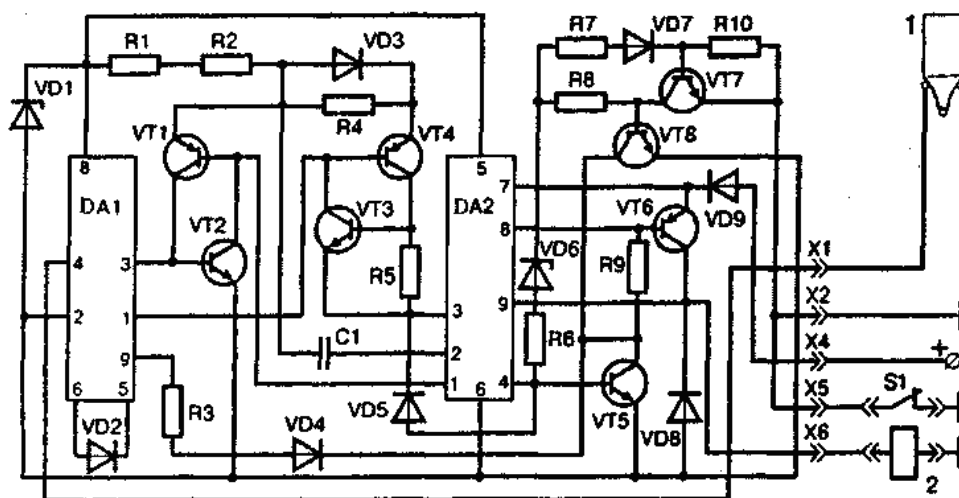 1
R1 R2 VD3 R7 VD7 R10
VD1 R8 VT7
R4
VT1 VT4 VT8
8 5
DA1 7
VT3 DA2 VT6 VD9
VT2 8
4 3 VD6 R9 X1
R5
2 1 3 9 X2
9 C1 2 R6 X4 +
1 X5 S1
6 5 R3 6 4
VD2 VD4 VD5 VT5 VD8 X6
2